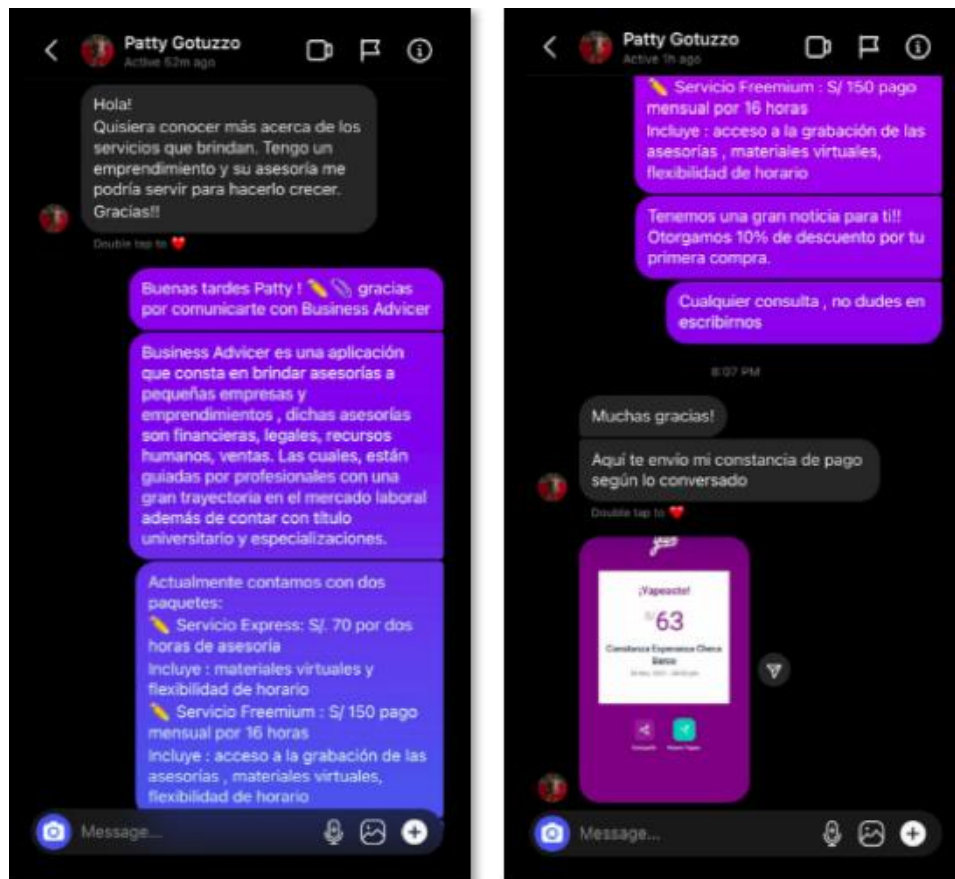 Patty Gotuzzo
Active 52m ago
Hola!
Quisiera conocer más acerca de los
servicios que brindan. Tengo un
emprendimiento y su asesoría me
podría servir para hacerlo crecer.
Gracias!!
Double tap to ❤️
Buenas tardes Patty ! ✏️📎 gracias
por comunicarte con Business Advicer
Business Advicer es una aplicación
que consta en brindar asesorías a
pequeñas empresas y
emprendimientos , dichas asesorías
son financieras, legales, recursos
humanos, ventas. Las cuales, están
guiadas por profesionales con una
gran trayectoria en el mercado laboral
además de contar con título
universitario y especializaciones.
Actualmente contamos con dos
paquetes:
✏️ Servicio Express: S/. 70 por dos
horas de asesoría
Incluye : materiales virtuales y
flexibilidad de horario
✏️ Servicio Freemium : S/ 150 pago
mensual por 16 horas
Incluye : acceso a la grabación de las
asesorías , materiales virtuales,
flexibilidad de horario
Message...
Patty Gotuzzo
Active 1h ago
✏️ Servicio Freemium : S/ 150 pago
mensual por 16 horas
Incluye : acceso a la grabación de las
asesorías , materiales virtuales,
flexibilidad de horario
Tenemos una gran noticia para ti!!
Otorgamos 10% de descuento por tu
primera compra.
Cualquier consulta , no dudes en
escribirnos
8:07 PM
Muchas gracias!
Aquí te envío mi constancia de pago
según lo conversado
Double tap to ❤️
¡Yapeaste!
S/ 63
Constanza Esperanza Checa
Message...